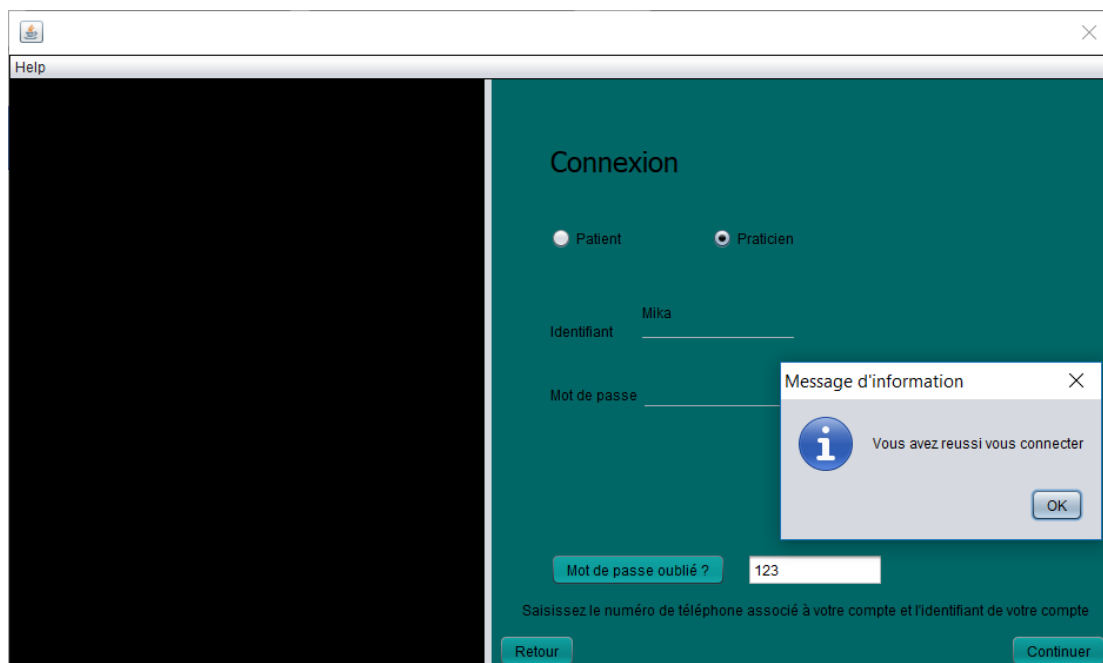 Help
Connexion
Patient
Praticien
Mika
Identifiant
Mot de passe
Message d'information
Vous avez reussi vous connecter
OK
Mot de passe oublié ?
123
Saisissez le numéro de téléphone associé à votre compte et l'identifiant de votre compte
Retour
Continuer